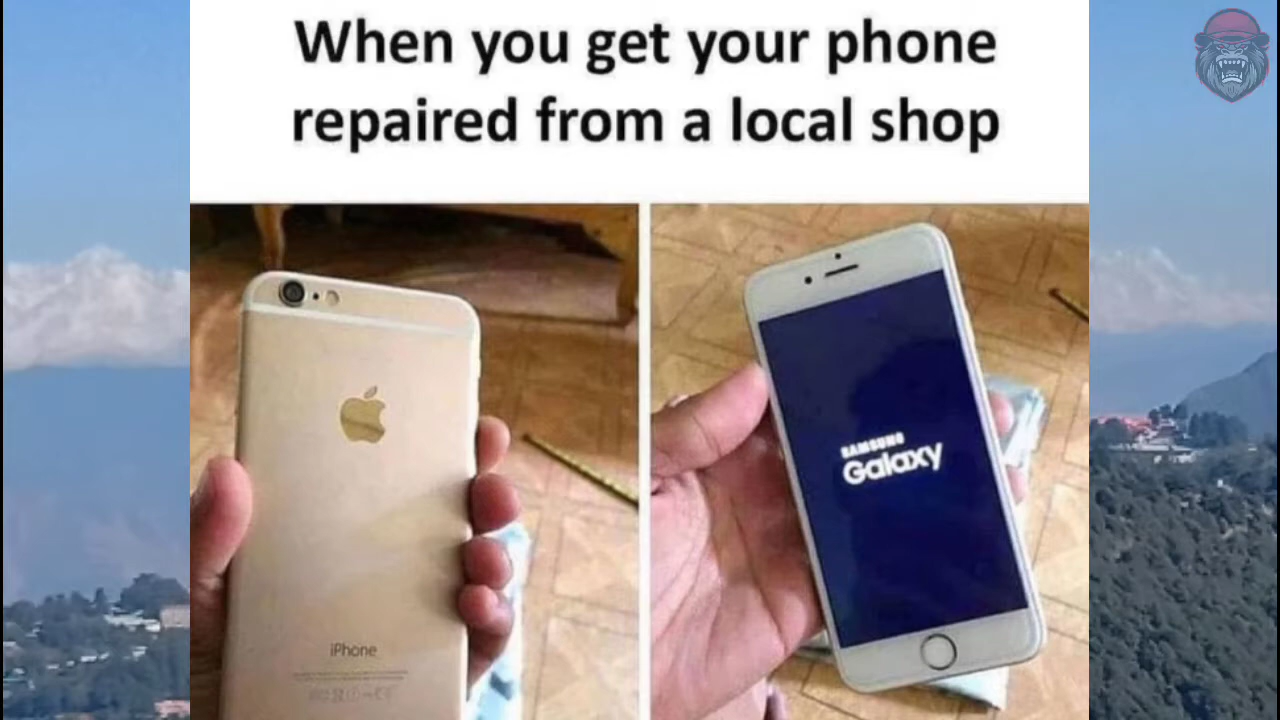 When you get your phone
repaired from a local shop
SAMSUNG
Galaxy
iPhone